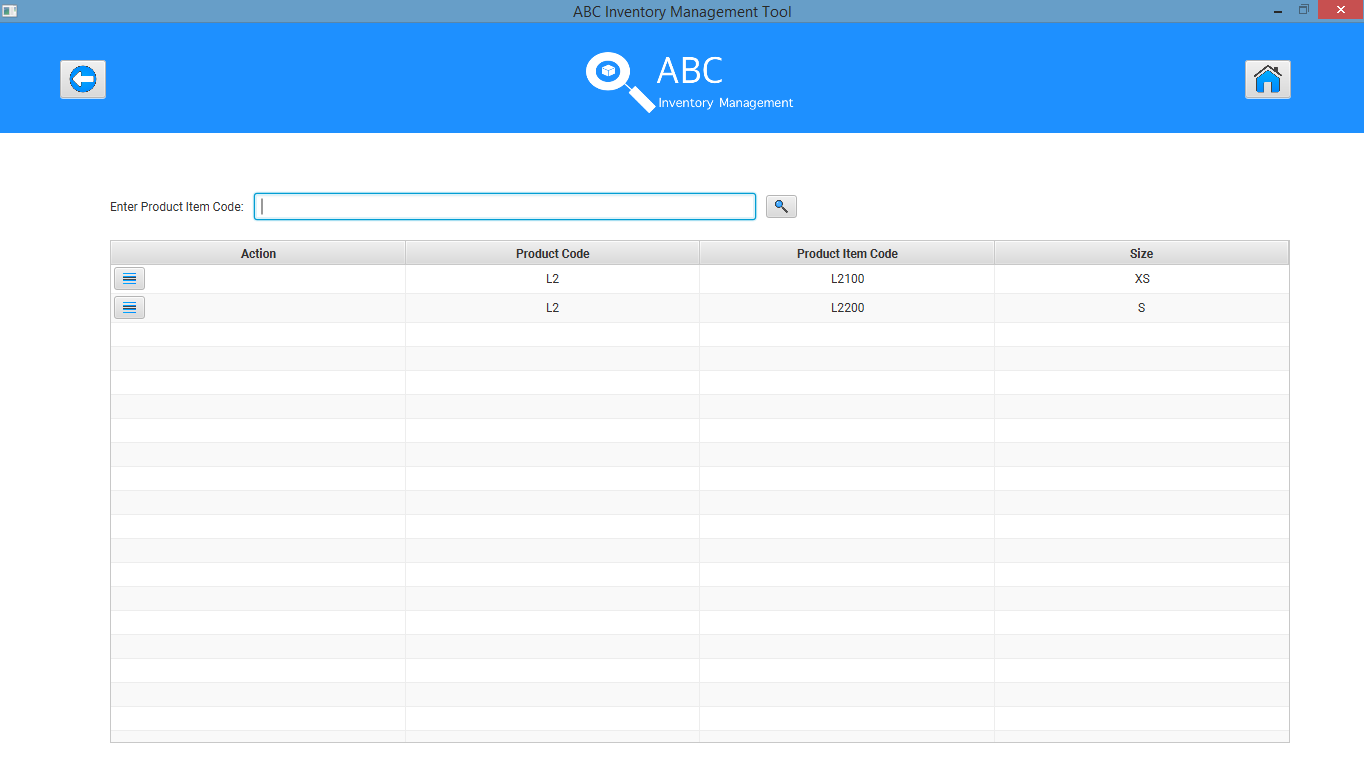 ABC Inventory Management Tool
ABC
Inventory Management
Enter Product Item Code:
Action Product Code Product Item Code Size
L2 L2100 XS
L2 L2200 S